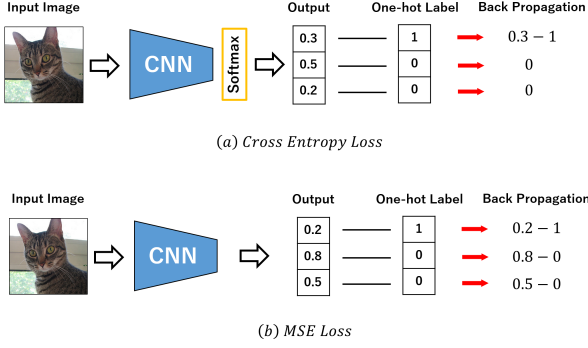 Input Image Output One-hot Label Back Propagation
CNN
Softmax
0.3 1 0.3 − 1
0.5 0 0
0.2 0 0
(a) Cross Entropy Loss
Input Image Output One-hot Label Back Propagation
CNN
0.2 1 0.2 − 1
0.8 0 0.8 − 0
0.5 0 0.5 − 0
(b) MSE Loss